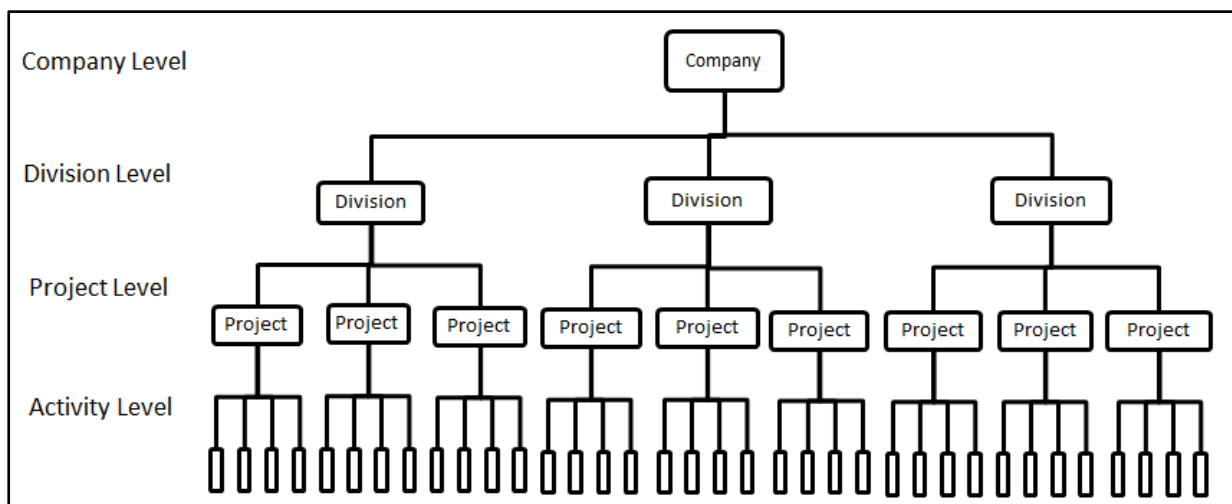 Company Level
Company
Division Level
Division
Division
Division
Project Level
Project
Project
Project
Project
Project
Project
Project
Project
Project
Activity Level